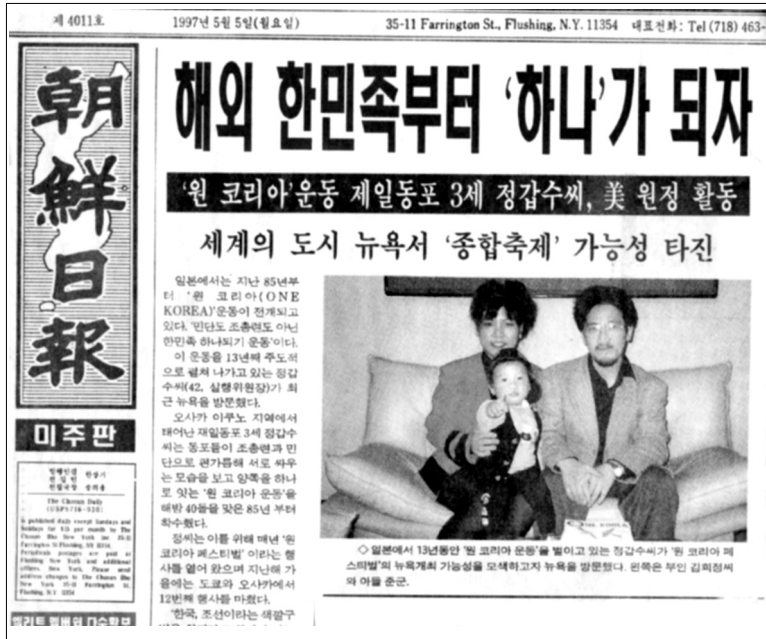 제 4011호
1997년 5월 5일(월요일)
35-11 Farrington St., Flushing, N.Y. 11354 대표전화: Tel (718) 463-
朝鮮日報
미주판
The Chosun Daily
해외 한민족부터 ‘하나’가 되자
‘원 코리아’운동 재일동포 3세 정갑수씨, 美 원정 활동
세계의 도시 뉴욕서 ‘종합축제’ 가능성 타진
일본에서는 지난 85년부
터 ‘원 코리아(ONE
KOREA)’운동이 전개되고
있다. ‘민단도 조총련도 아닌
한민족 하나되기 운동’이다.
이 운동을 13년째 주도적
으로 펼쳐 나가고 있는 정갑
수씨(42, 실행위원장)가 최
근 뉴욕을 방문했다.
오사카 이쿠노 지역에서
태어난 재일동포 3세 정갑수
씨는 동포들이 조총련과 민
단으로 편가름해 서로 싸우
는 모습을 보고 양쪽을 하나
로 잇는 ‘원 코리아 운동’을
해방 40돌을 맞은 85년 부터
착수했다.
정씨는 이를 위해 매년 ‘원
코리아 페스티벌’ 이라는 행
사를 열어 왔으며 지난해 가
을에는 도쿄와 오사카에서
12번째 행사를 마쳤다.
‘한국, 조선이라는 색깔구
◇일본에서 13년동안 ‘원 코리아 운동’을 벌이고 있는 정갑수씨가 ‘원 코리아 페
스티벌’의 뉴욕개최 가능성을 모색하고자 뉴욕을 방문했다. 왼쪽은 부인 김희정씨
와 아들 준군.